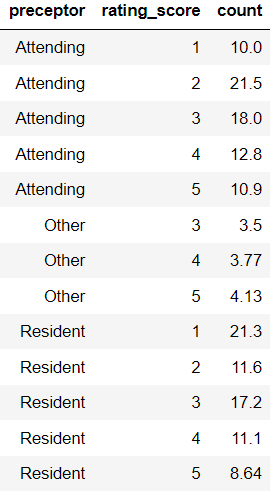 preceptor rating_score count
Attending 1 10.0
Attending 2 21.5
Attending 3 18.0
Attending 4 12.8
Attending 5 10.9
Other 3 3.5
Other 4 3.77
Other 5 4.13
Resident 1 21.3
Resident 2 11.6
Resident 3 17.2
Resident 4 11.1
Resident 5 8.64